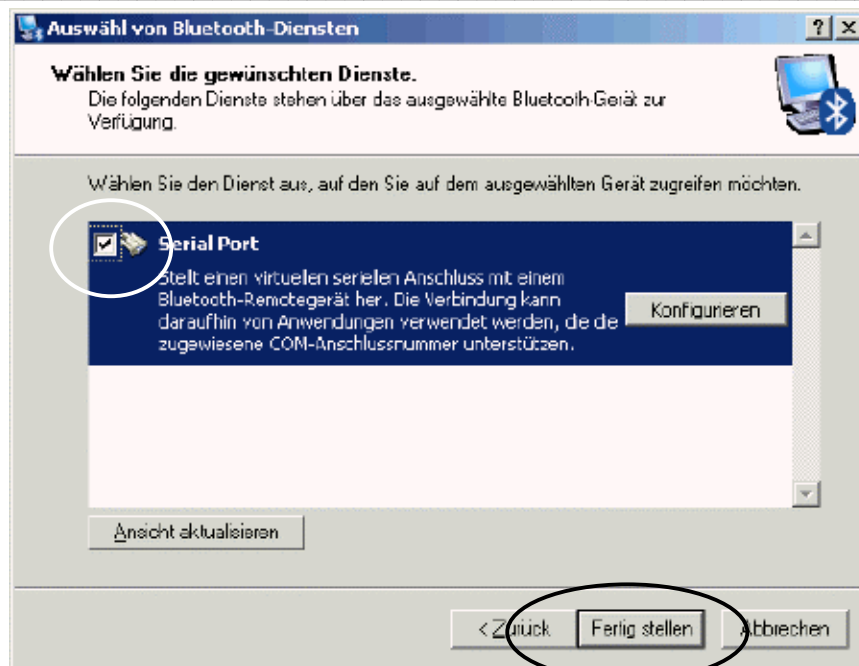 Auswähl von Bluetooth-Diensten
Wählen Sie die gewünschten Dienste.
Die folgenden Dienste stehen über das ausgewählte Bluetooth-Gerät zur
Verfügung.
Wählen Sie den Dienst aus, auf den Sie auf dem ausgewählten Gerät zugreifen möchten.
Serial Port
Stellt einen virtuellen seriellen Anschluss mit einem
Bluetooth-Remotegerät her. Die Verbindung kann
daraufhin von Anwendungen verwendet werden, die die
zugewiesene COM-Anschlussnummer unterstützen.
Konfigurieren
Ansicht aktualisieren
< Zurück Fertig stellen Abbrechen